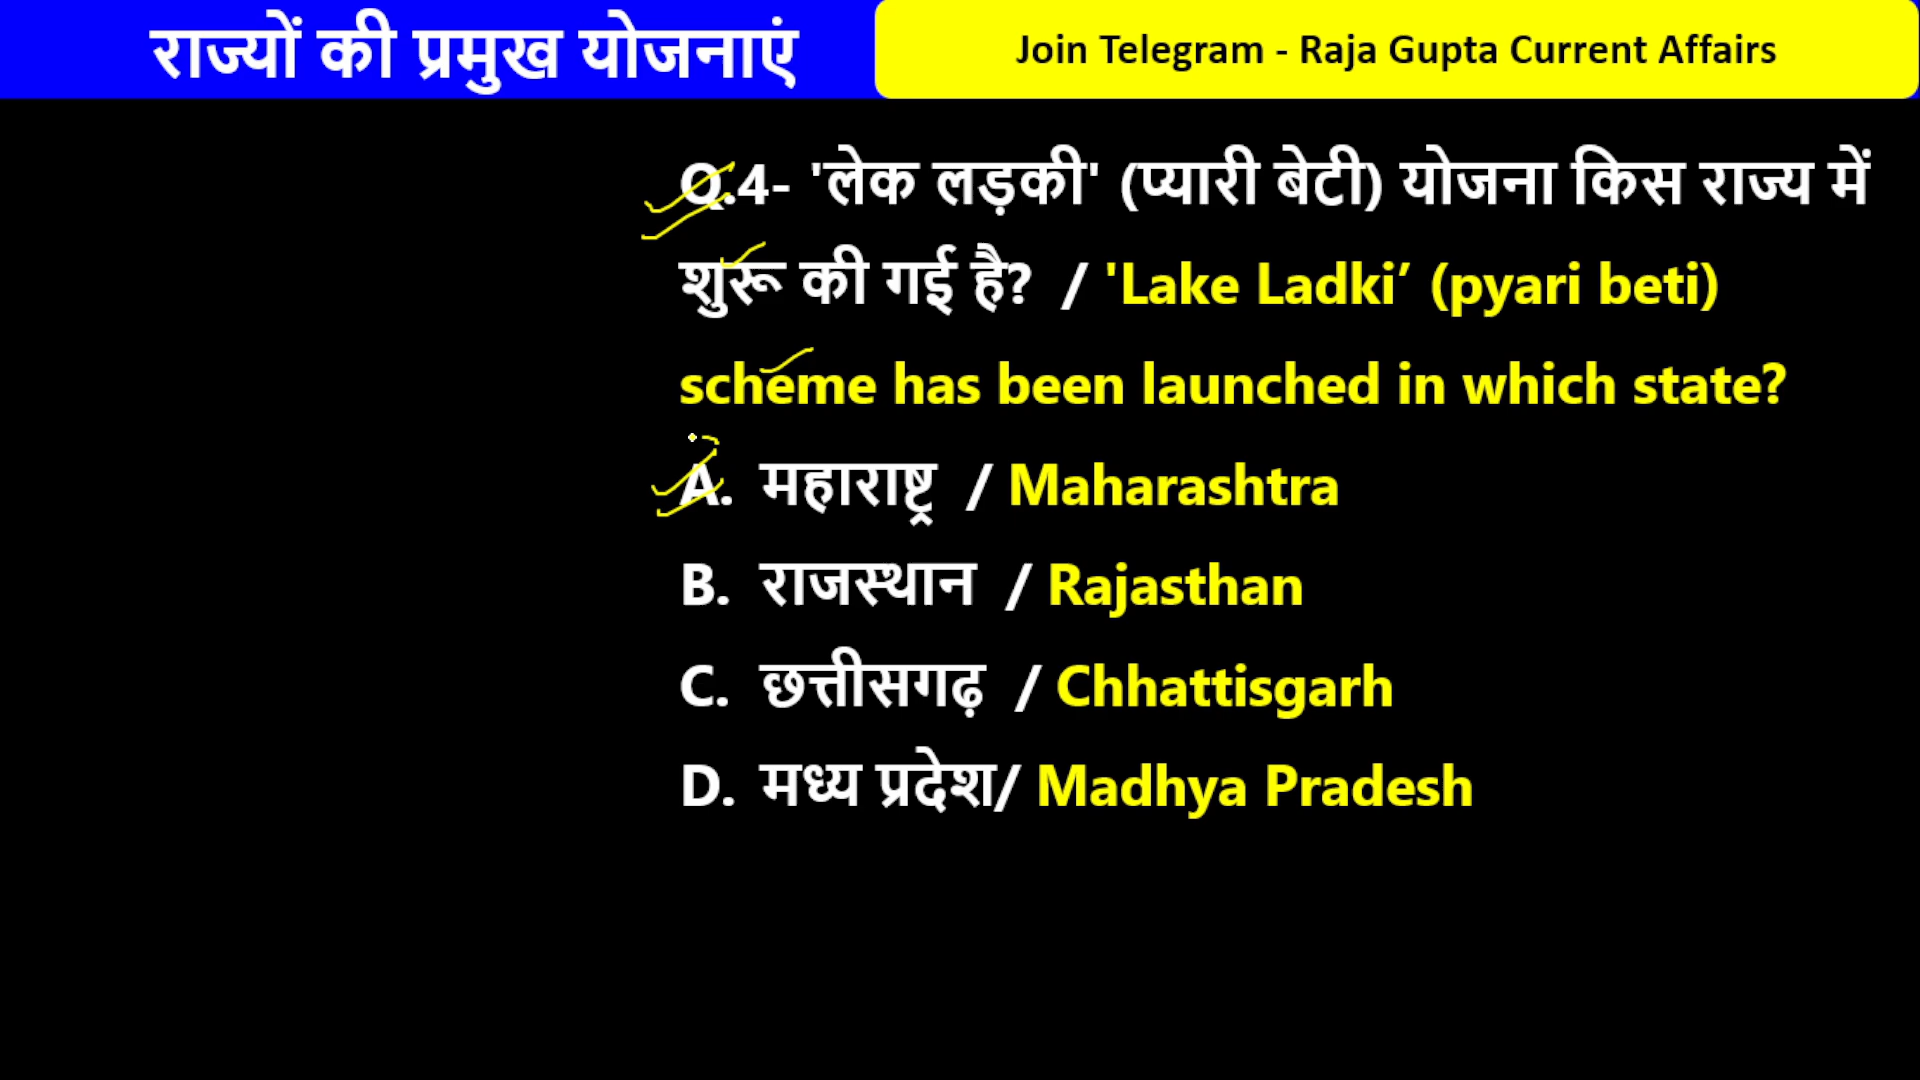 राज्यों की प्रमुख योजनाएं
Join Telegram - Raja Gupta Current Affairs
Q.4- 'लेक लड़की' (प्यारी बेटी) योजना किस राज्य में
शुरू की गई है? / 'Lake Ladki’ (pyari beti)
scheme has been launched in which state?
A. महाराष्ट्र / Maharashtra
B. राजस्थान / Rajasthan
C. छत्तीसगढ़ / Chhattisgarh
D. मध्य प्रदेश/ Madhya Pradesh